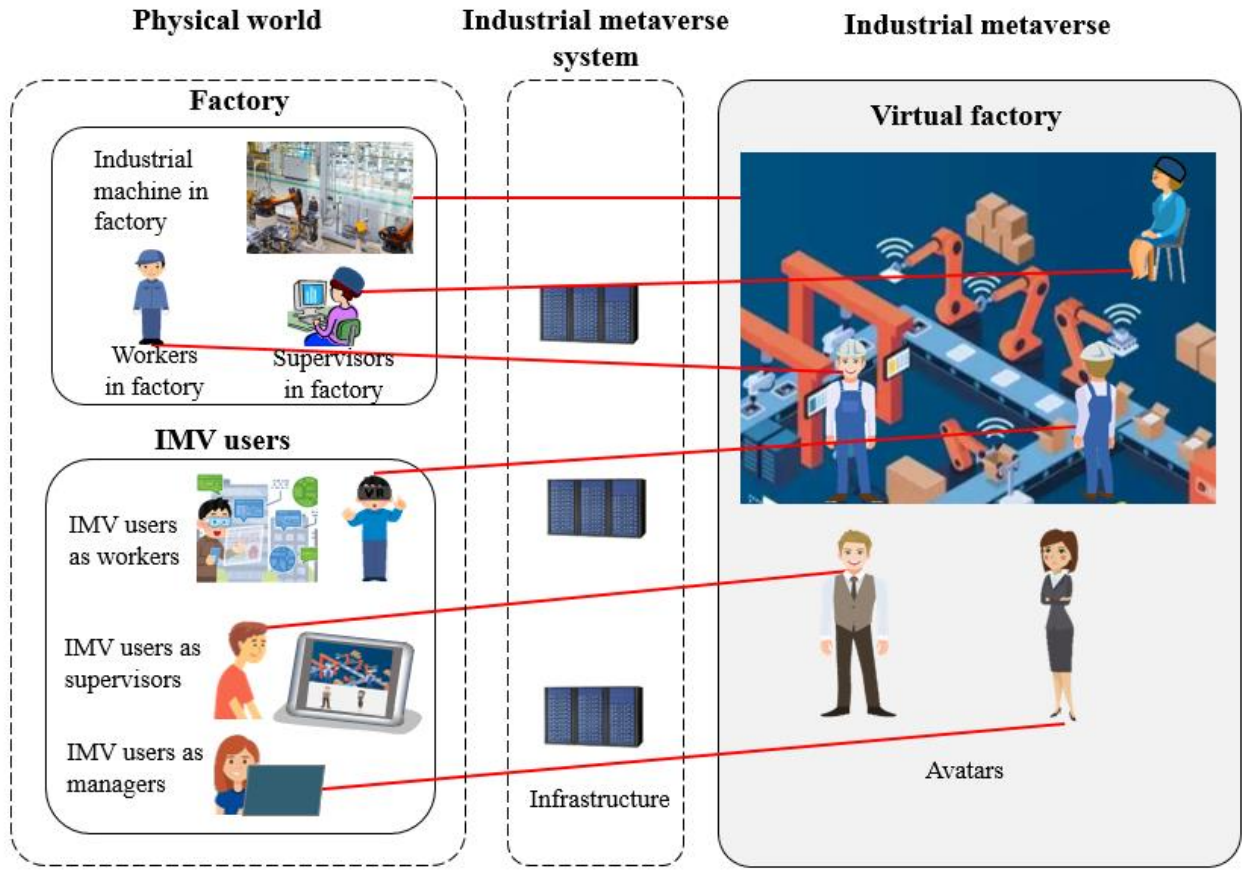 Physical world
Industrial metaverse
system
Industrial metaverse
Factory
Virtual factory
Industrial
machine in
factory
Workers
in factory
Supervisors
in factory
IMV users
IMV users
as workers
VR
IMV users as
supervisors
IMV users as
managers
Infrastructure
Avatars